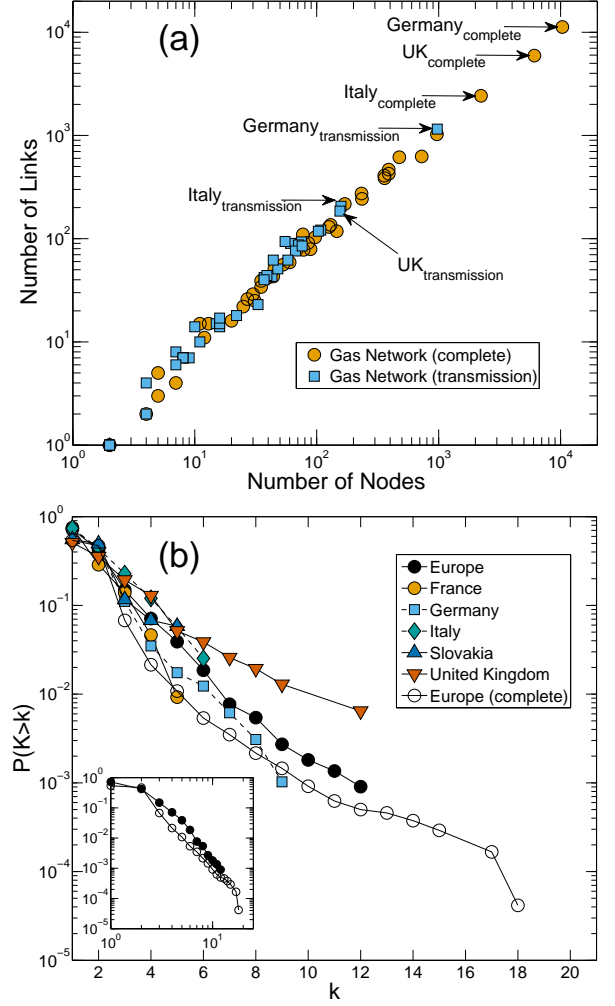 (a)
Germany_complete
UK_complete
Italy_complete
Germany_transmission
Italy_transmission
UK_transmission
Gas Network (complete)
Gas Network (transmission)
10^4
10^3
10^2
10^1
10^0
Number of Links
10^0 10^1 10^2 10^3 10^4
Number of Nodes
(b)
Europe
France
Germany
Italy
Slovakia
United Kingdom
Europe (complete)
10^0
10^-1
10^-2
10^-3
10^-4
10^-5
P(K>k)
10^0
10^-1
10^-2
10^-3
10^-4
10^-5
10^0 10^1
2 4 6 8 10 12 14 16 18 20
k